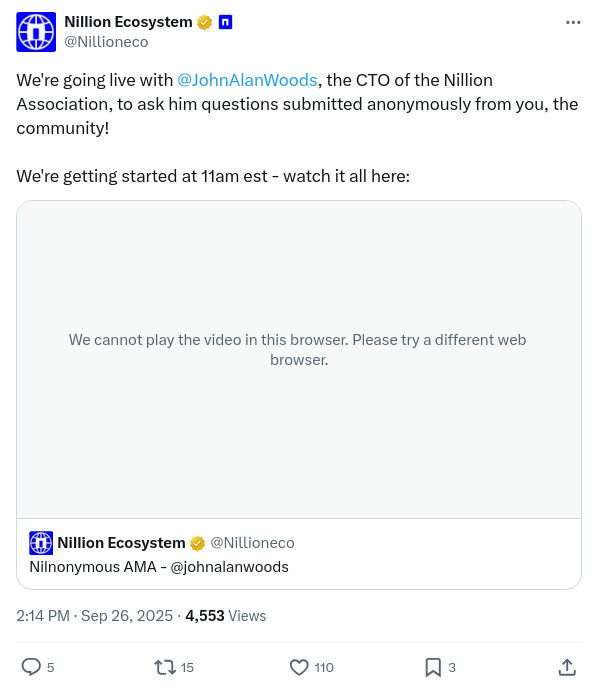 Nillion Ecosystem
@Nillioneco
We're going live with @JohnAlanWoods, the CTO of the Nillion
Association, to ask him questions submitted anonymously from you, the
community!
We're getting started at 11am est - watch it all here:
We cannot play the video in this browser. Please try a different web
browser.
Nillion Ecosystem @Nillioneco
Nilnonymous AMA - @johnalanwoods
2:14 PM · Sep 26, 2025 · 4,553 Views
5 15 110 3